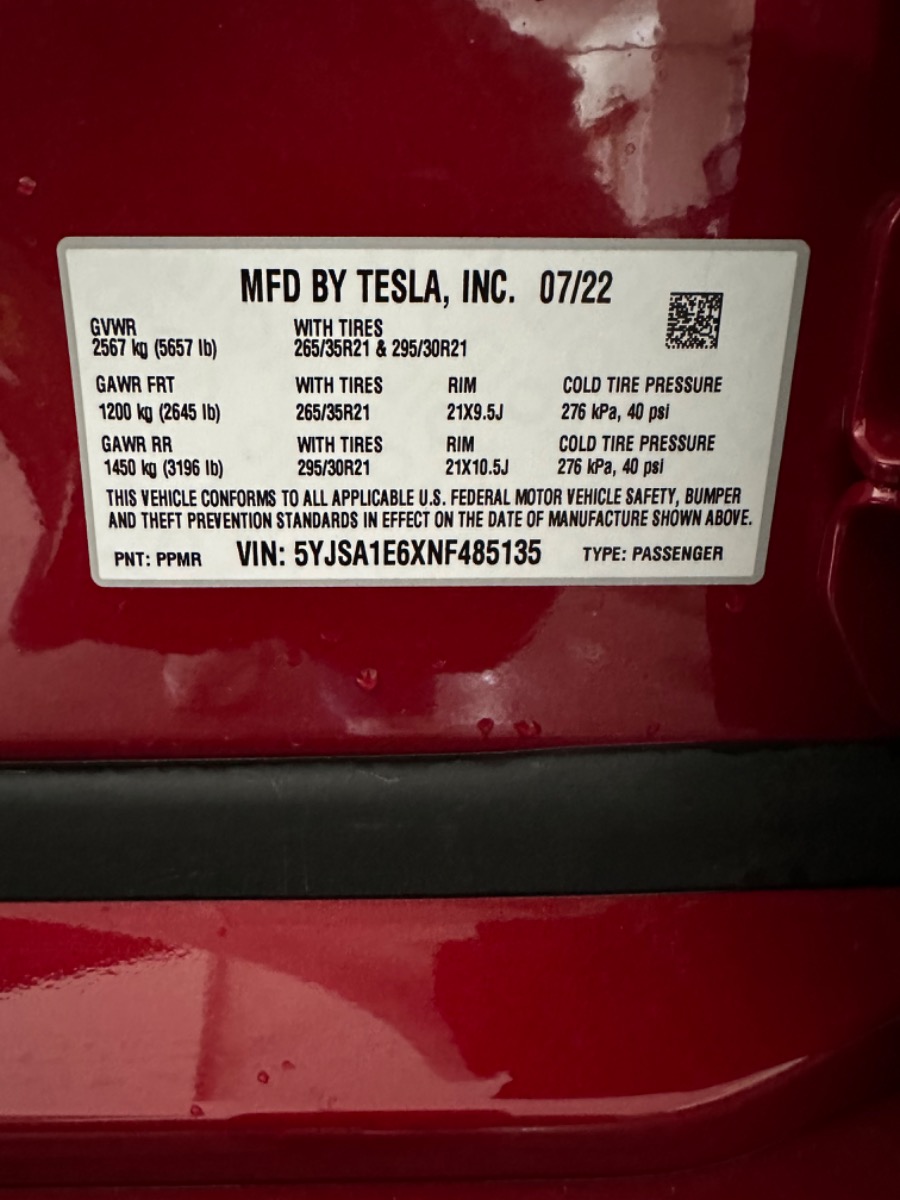 MFD BY TESLA, INC. 07/22
GVWR WITH TIRES
2567 kg (5657 lb) 265/35R21 & 295/30R21
GAWR FRT WITH TIRES RIM COLD TIRE PRESSURE
1200 kg (2645 lb) 265/35R21 21X9.5J 276 kPa, 40 psi
GAWR RR WITH TIRES RIM COLD TIRE PRESSURE
1450 kg (3196 lb) 295/30R21 21X10.5J 276 kPa, 40 psi
THIS VEHICLE CONFORMS TO ALL APPLICABLE U.S. FEDERAL MOTOR VEHICLE SAFETY, BUMPER
AND THEFT PREVENTION STANDARDS IN EFFECT ON THE DATE OF MANUFACTURE SHOWN ABOVE.
PNT: PPMR VIN: 5YJSA1E6XNF485135 TYPE: PASSENGER